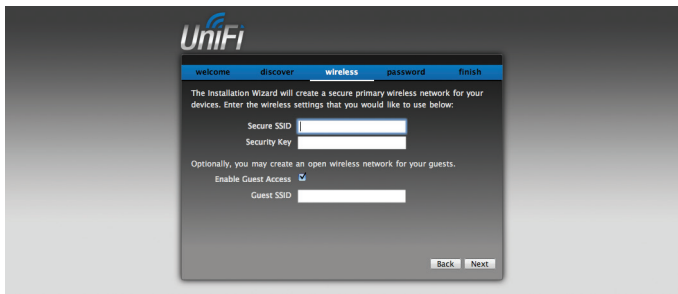 UniFi
welcome discover wireless password finish
The Installation Wizard will create a secure primary wireless network for your
devices. Enter the wireless settings that you would like to use below:
Secure SSID
Security Key
Optionally, you may create an open wireless network for your guests.
Enable Guest Access
Guest SSID
Back Next